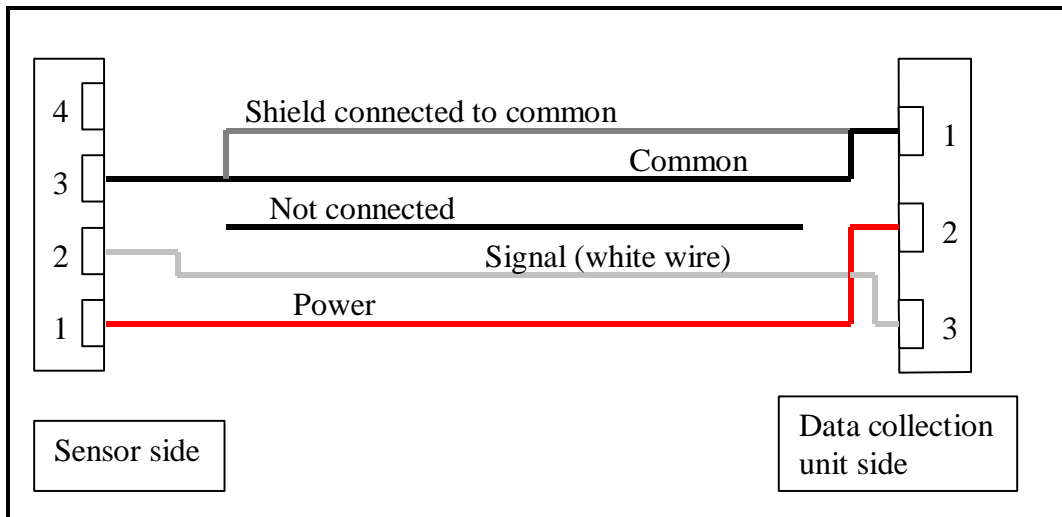 4
Shield connected to common
1
Common
3
Not connected
2
2
Signal (white wire)
Power
1
3
Sensor side
Data collection
unit side